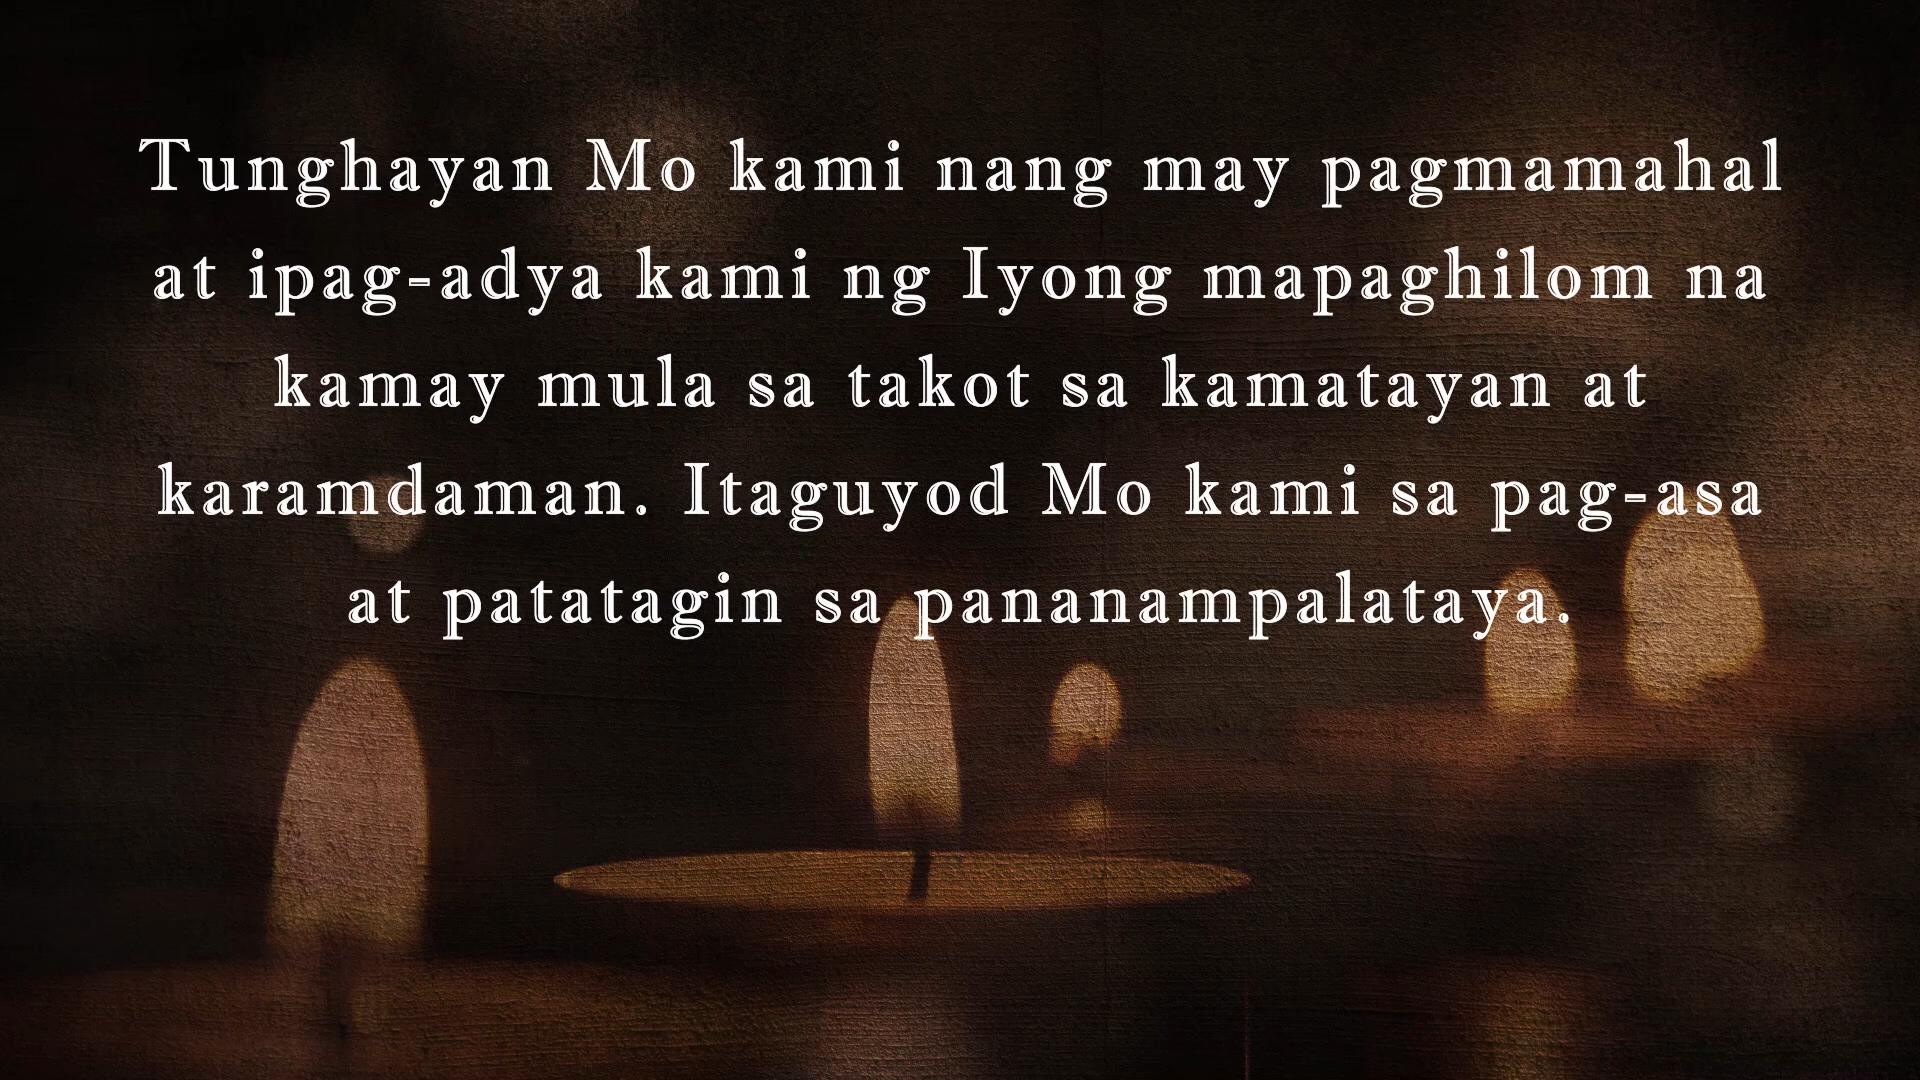 Tunghayan Mo kami nang may pagmamahal
at ipag-adya kami ng Iyong mapaghilom na
kamay mula sa takot sa kamatayan at
karamdaman. Itaguyod Mo kami sa pag-asa
at patatagin sa pananampalataya.